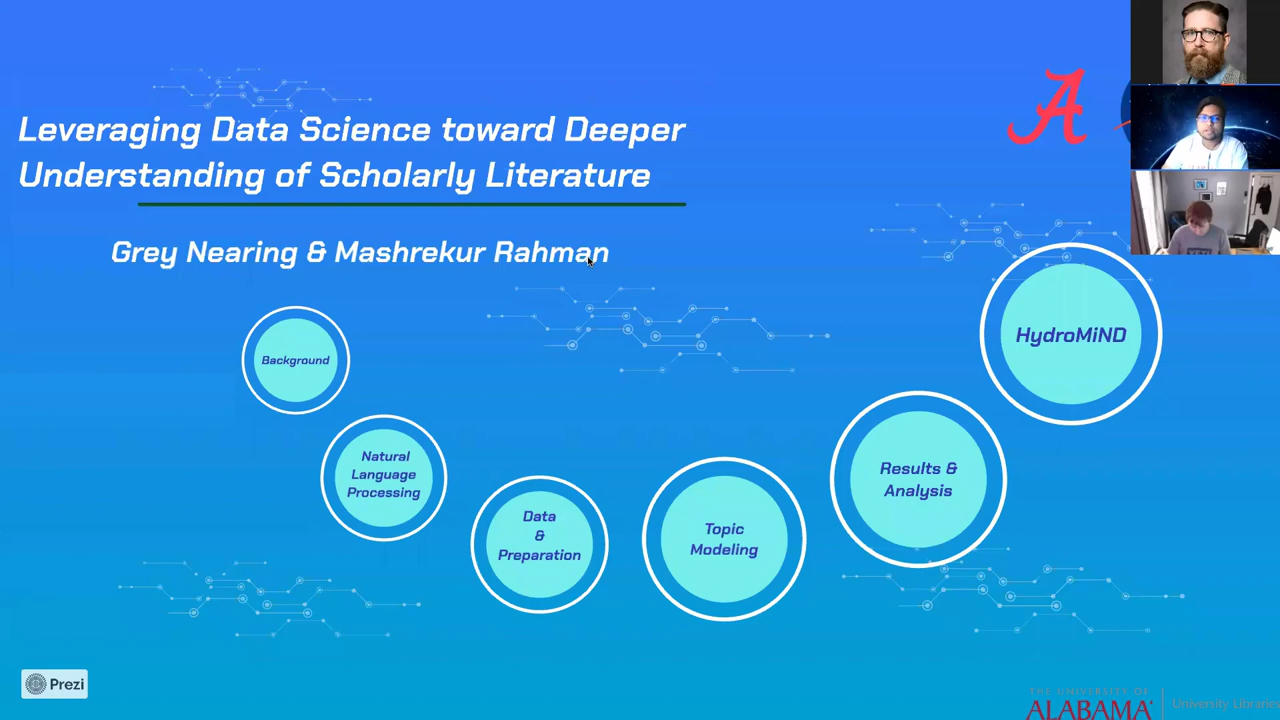 Leveraging Data Science toward Deeper
Understanding of Scholarly Literature
Grey Nearing & Mashrekur Rahman
Background
Natural
Language
Processing
Data
&
Preparation
Topic
Modeling
Results &
Analysis
HydroMiND
A
Prezi
THE UNIVERSITY OF
ALABAMA
University Libraries